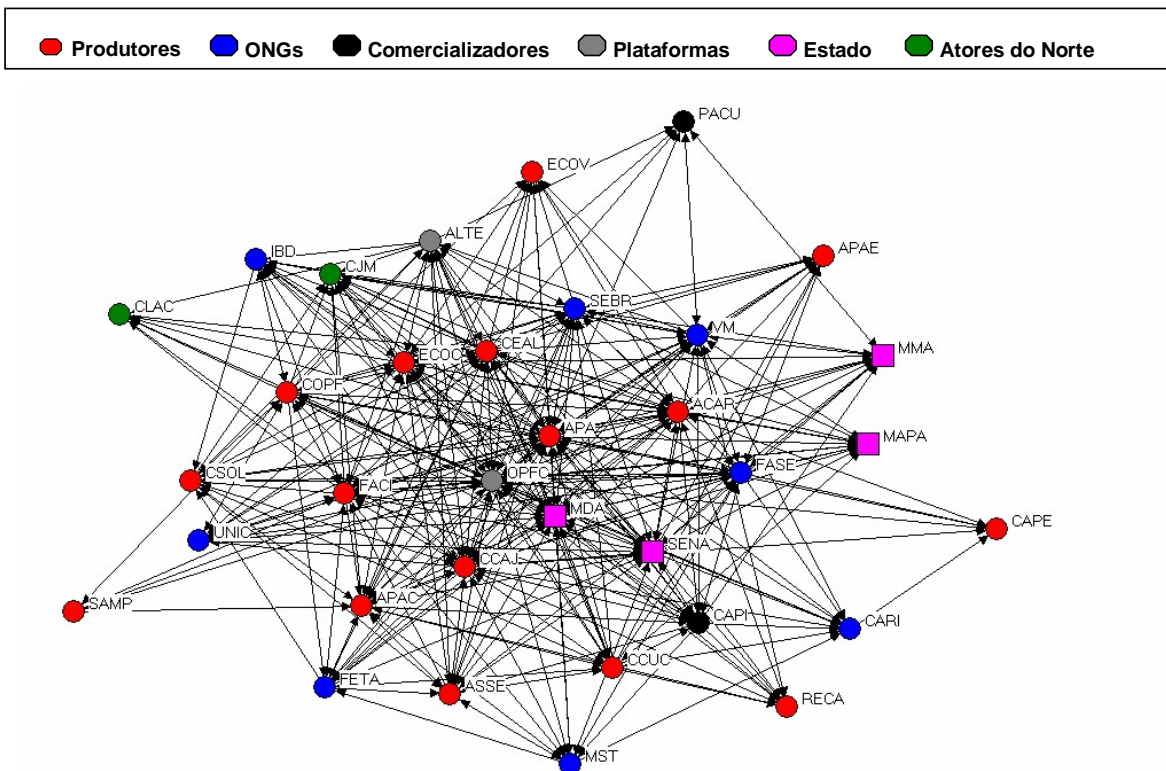 Produtores ONGs Comercializadores Plataformas Estado Atores do Norte
PACU
ECOV
ALTE
IBD
CJM
APAE
CLAC
SEBR
VM
CEAL
ECOC
MMA
COPF
ACAR
APA
MAPA
CSOL
FACI
OPFC
FASE
MDA
CAPE
UNIC
SENA
CCAJ
SAMP
APAC
CAPI
CARI
CCUC
FETA
ASSE
RECA
MST